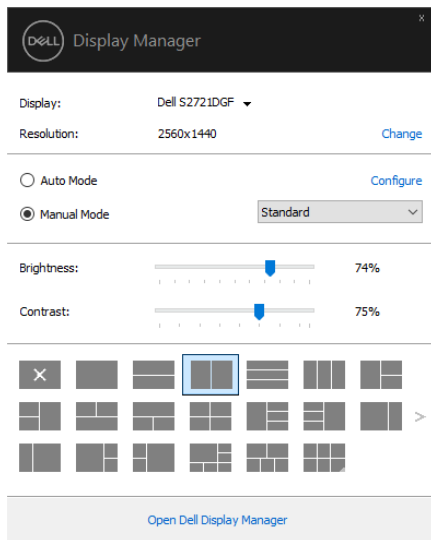 x
DELL Display Manager
Display: Dell S2721DGF
Resolution: 2560x1440 Change
Auto Mode Configure
Manual Mode Standard
Brightness: 74%
Contrast: 75%
Open Dell Display Manager